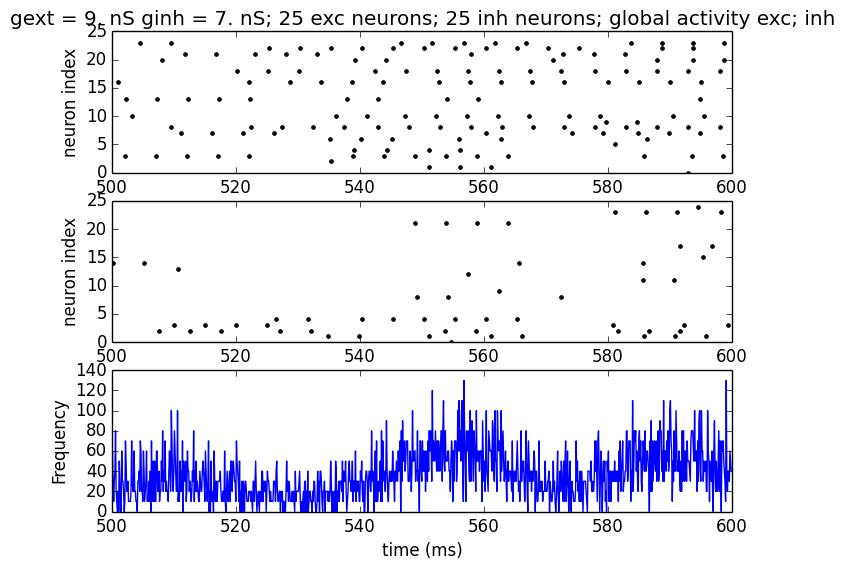 gext = 9. nS ginh = 7. nS; 25 exc neurons; 25 inh neurons; global activity exc; inh
25
20
15
10
5
0
neuron index
500 520 540 560 580 600
25
20
15
10
5
0
neuron index
500 520 540 560 580 600
140
120
100
80
60
40
20
0
Frequency
500 520 540 560 580 600
time (ms)